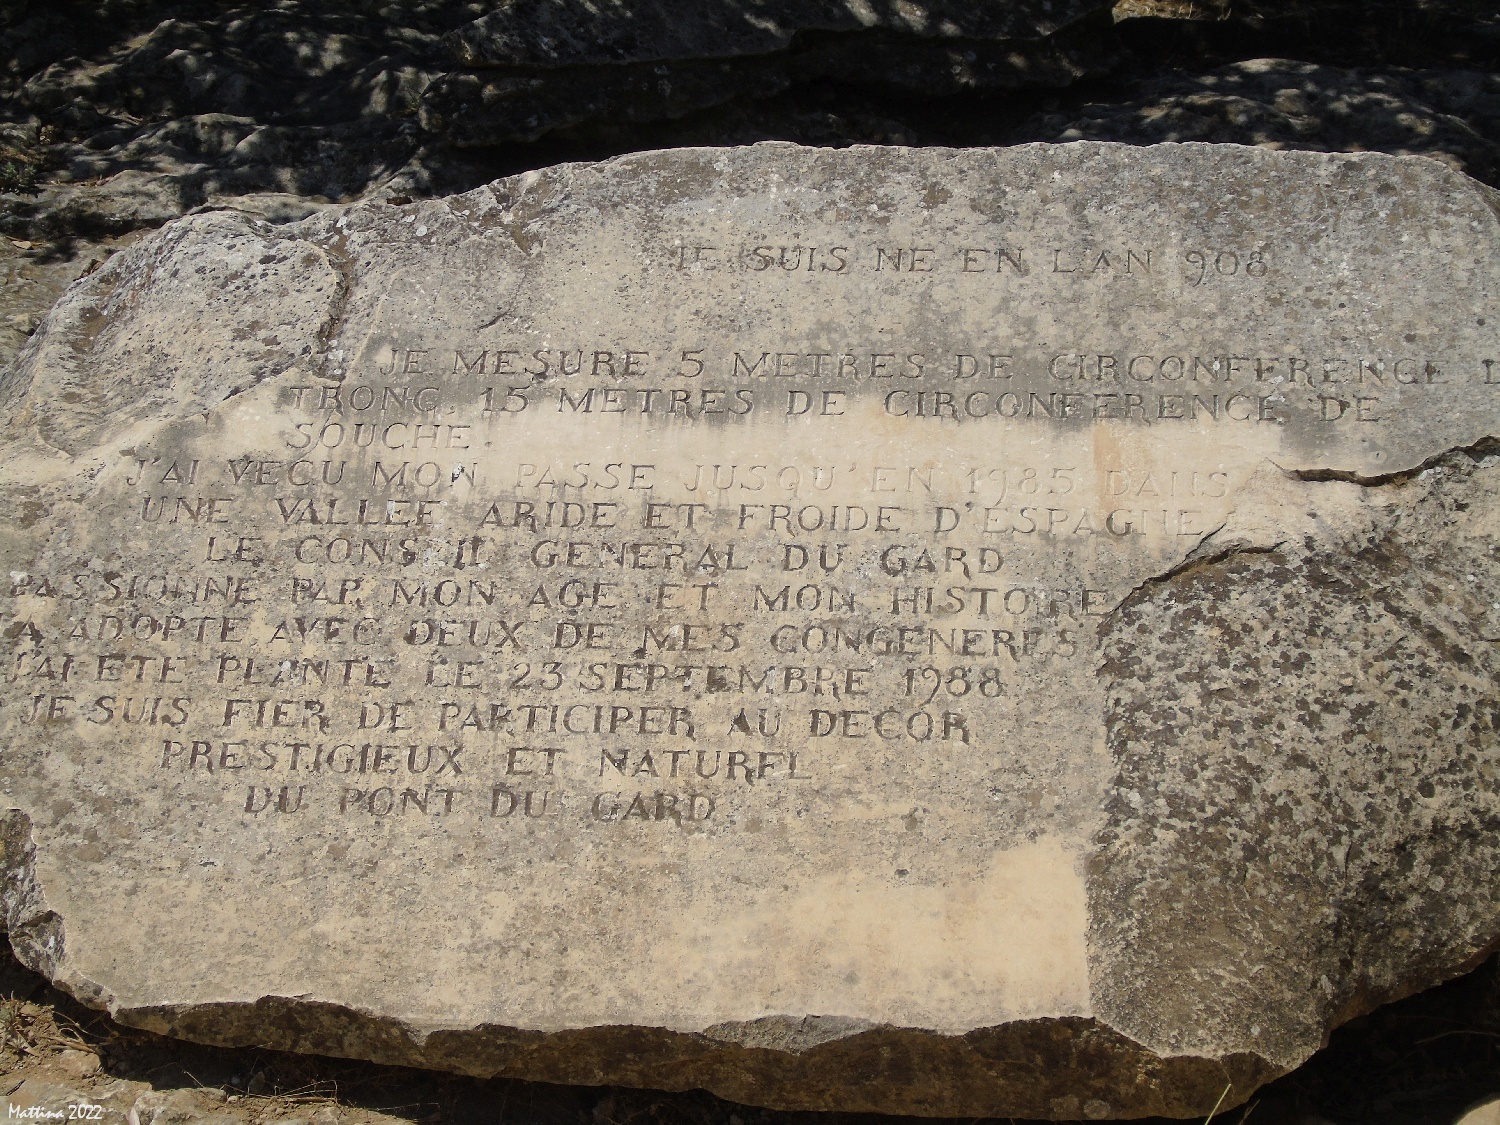 JE SUIS NE EN L'AN 908
JE MESURE 5 METRES DE CIRCONFERENCE
TRONC, 15 METRES DE CIRCONFERENCE DE
SOUCHE.
J'AI VECU MON PASSE JUSQU'EN 1985 DANS
UNE VALLEE ARIDE ET FROIDE D'ESPAGNE
LE CONSEIL GENERAL DU GARD
PASSIONNE PAR MON AGE ET MON HISTOIRE
A ADOPTE AVEC DEUX DE MES CONGENERES
J'AI ETE PLANTE LE 23 SEPTEMBRE 1988
JE SUIS FIER DE PARTICIPER AU DECOR
PRESTIGIEUX ET NATUREL
DU PONT DU GARD
Mattina 2022